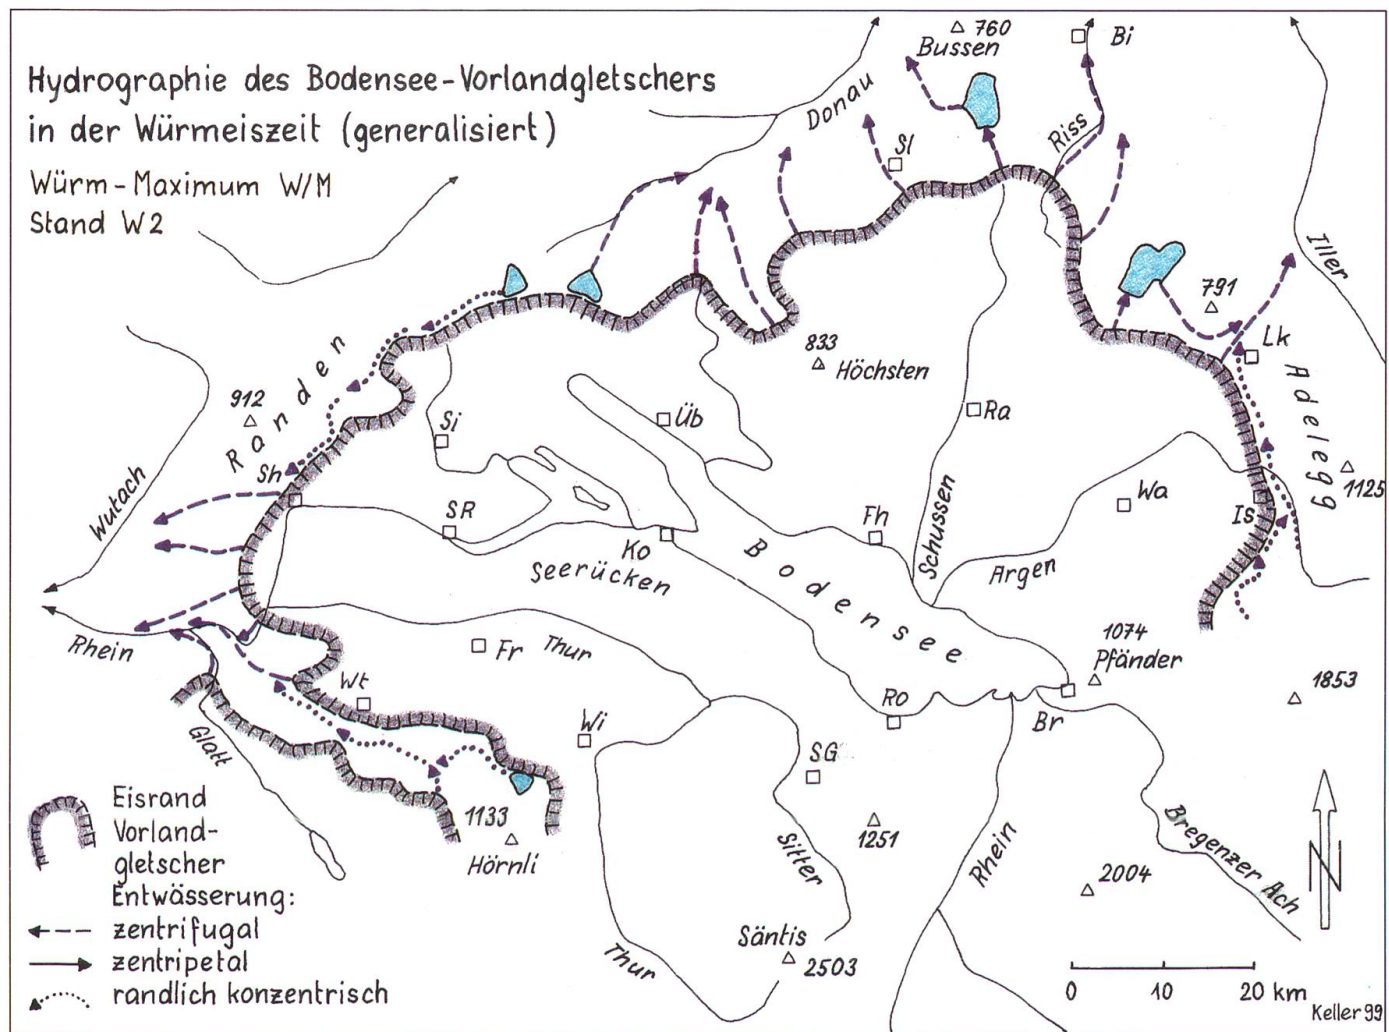 Hydrographie des Bodensee-Vorlandgletschers
in der Würmeiszeit (generalisiert)
Würm-Maximum W/M
Stand W2
760
Bussen
Bi
Donau
Riss
Sl
Iller
791
Lk
Adelegg
1125
833
Höchsten
Randen
912
Sh
Wutach
Si
Üb
Ra
SR
Ko
Seerücken
Fh
Schussen
Wa
Is
Argen
Bodensee
Rhein
Fr
Thur
1074
Pfänder
1853
Wt
Wi
Ro
Br
Glatt
SG
1133
Hörnli
1251
Sitter
Rhein
Bregenzer Ach
2004
N
Säntis
2503
Thur
Eisrand
Vorland-
gletscher
Entwässerung:
zentrifugal
zentripetal
randlich konzentrisch
0 10 20 km
Keller 99